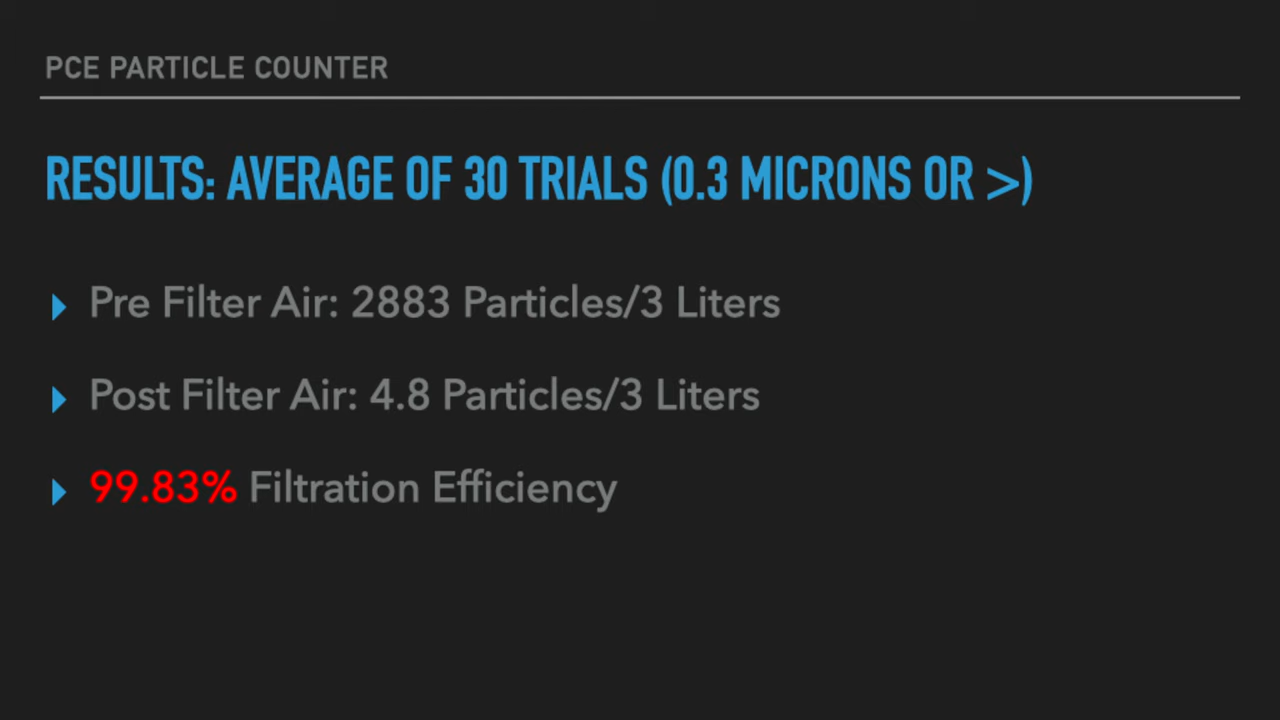 PCE PARTICLE COUNTER
RESULTS: AVERAGE OF 30 TRIALS (0.3 MICRONS OR >)
Pre Filter Air: 2883 Particles/3 Liters
Post Filter Air: 4.8 Particles/3 Liters
99.83% Filtration Efficiency